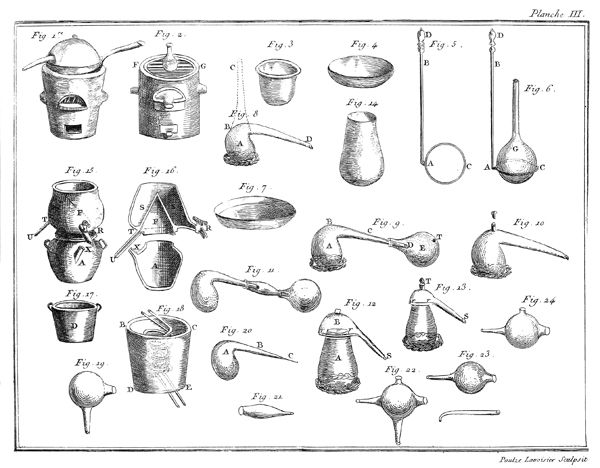 Planche III.
Fig. 1re
Fig. 2.
Fig. 3
Fig. 4
Fig. 5.
Fig. 6.
D
D
B
B
F
G
C
G
A
C
A
C
Fig. 8
B
A
D
Fig. 14
Fig. 15
Fig. 16.
Fig. 7
Fig. 9.
Fig. 10
F
T
R
U
X
A
S
F
T
R
U
X
A
B
C
T
A
D
E
Fig. 11
Fig. 12
Fig. 13.
Fig. 24
T
S
B
A
S
Fig. 17
D
Fig. 18
B
C
D
E
Fig. 20
A
B
C
Fig. 19
Fig. 21
Fig. 22
Fig. 23
Paulze Lavoisier Sculpsit